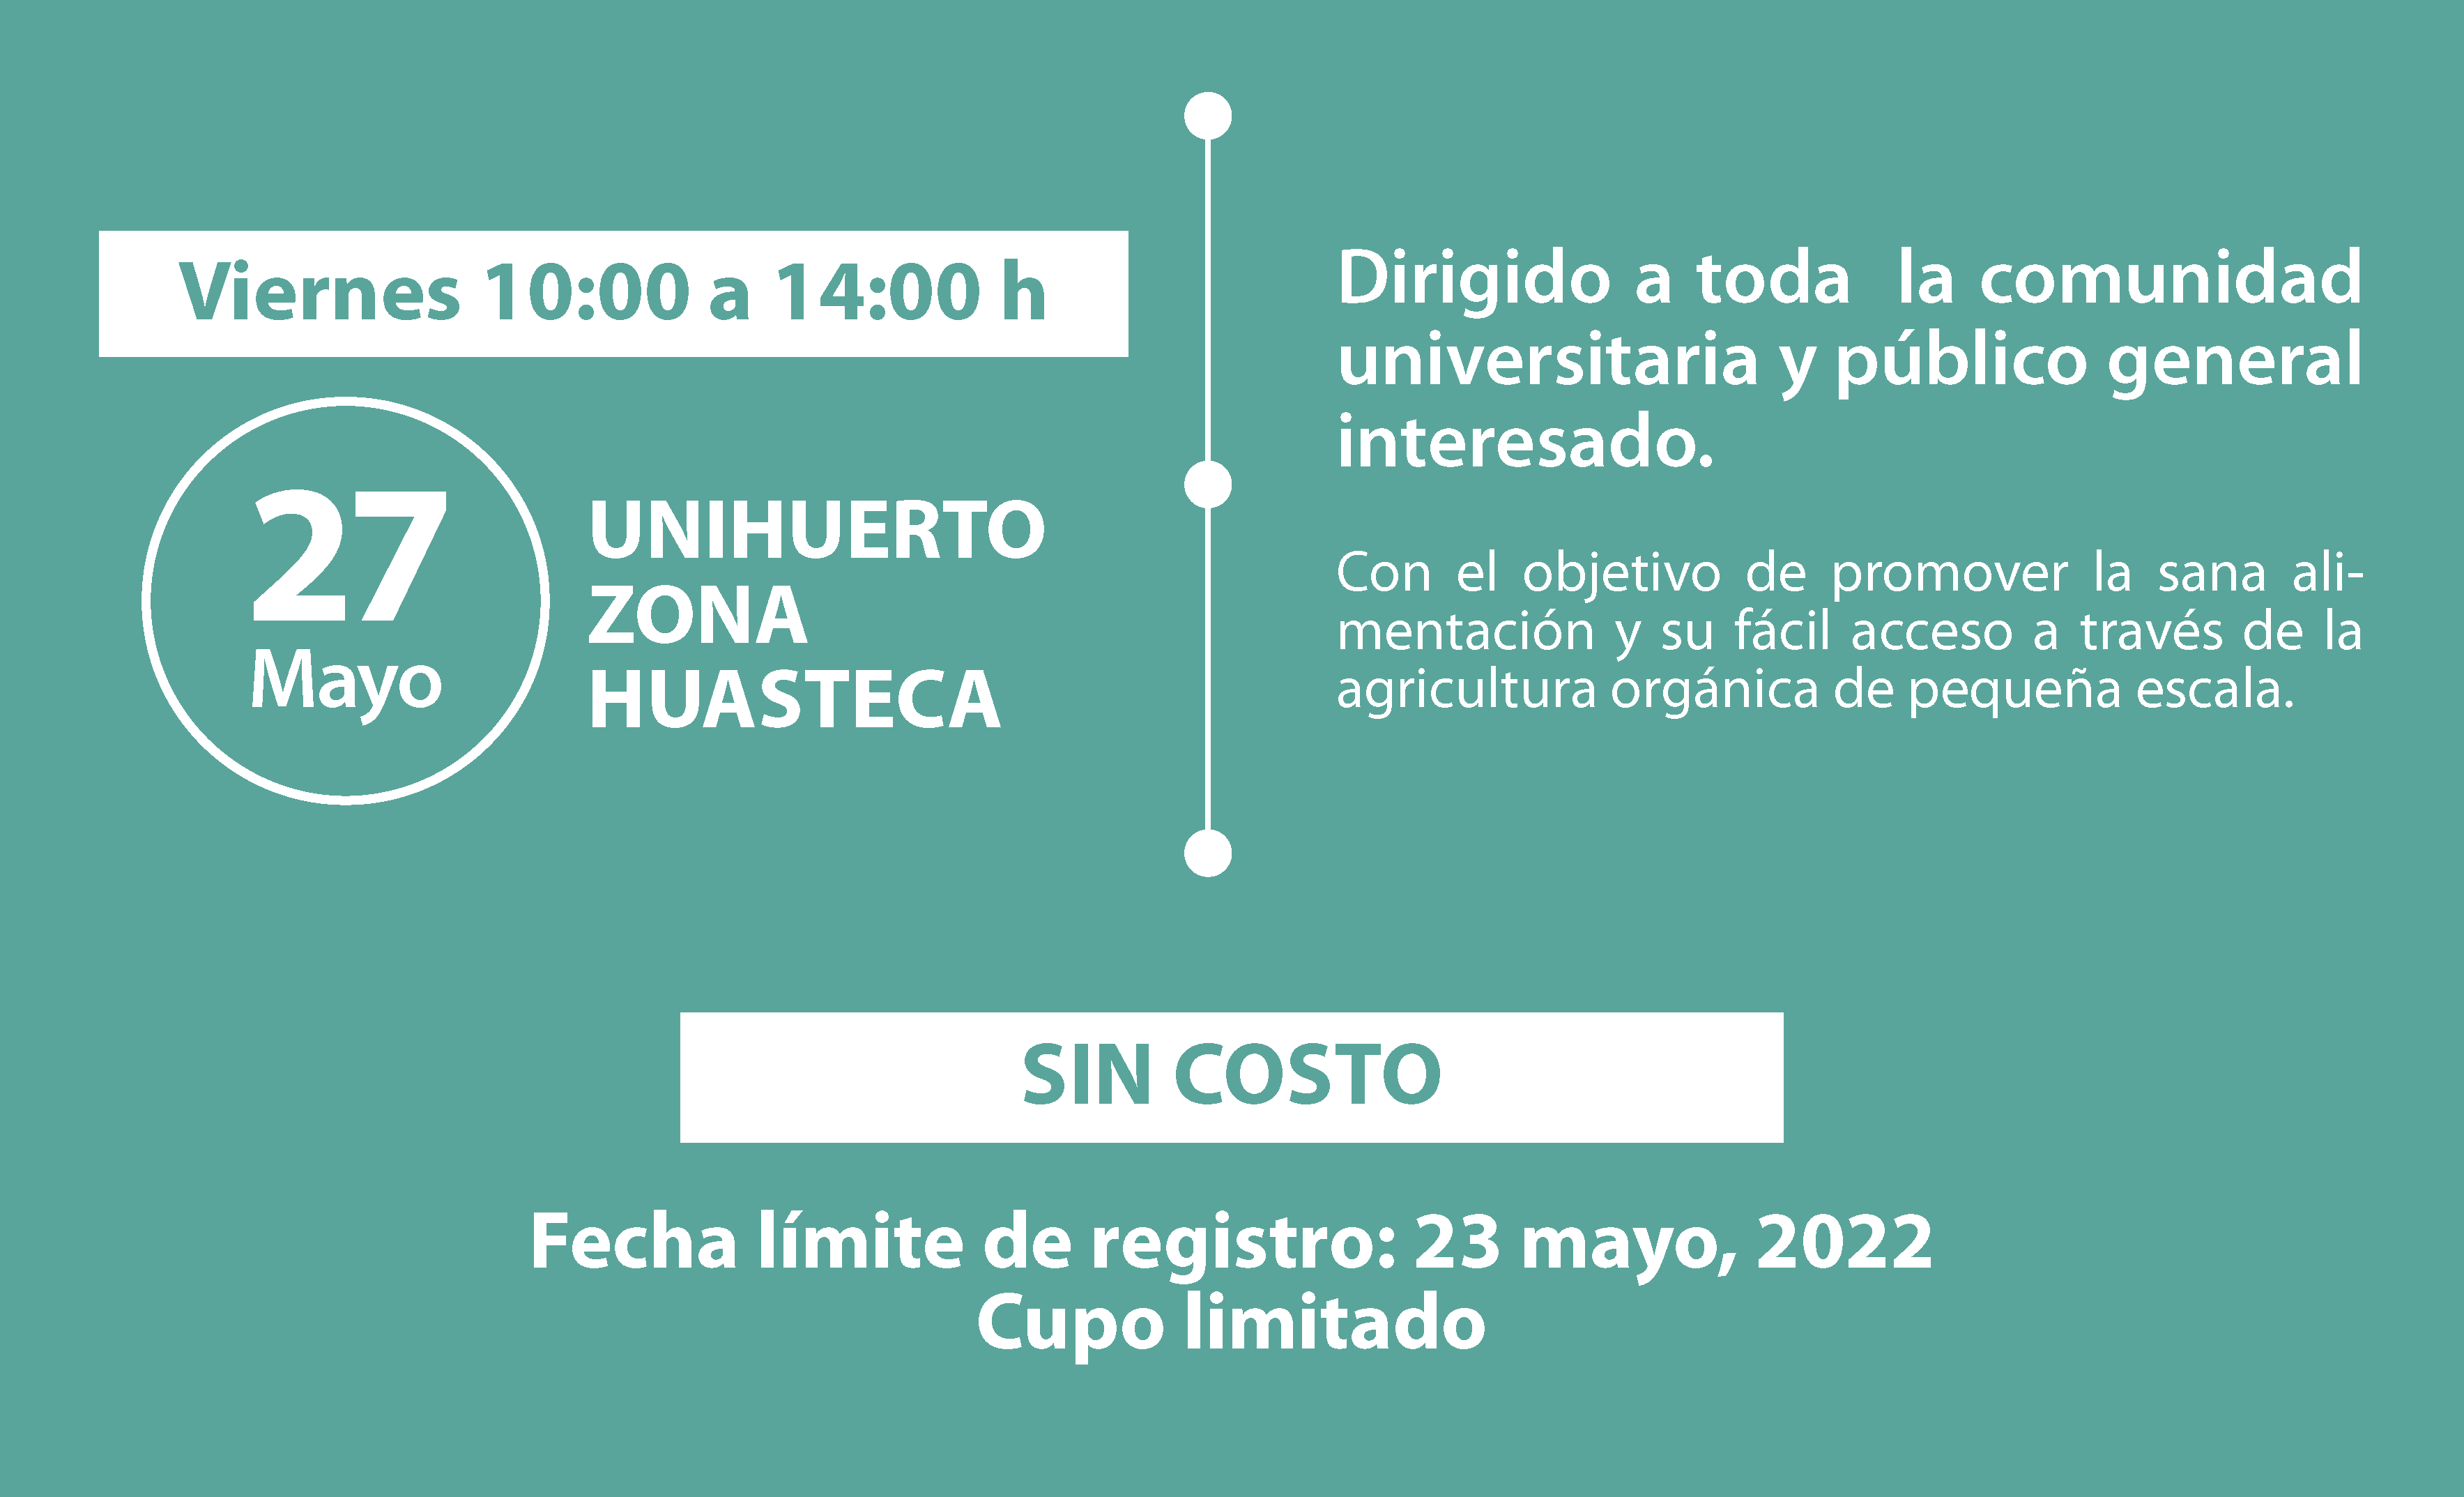 Viernes 10:00 a 14:00 h
27
Mayo
UNIHUERTO
ZONA
HUASTECA
Dirigido a toda la comunidad
universitaria y público general
interesado.
Con el objetivo de promover la sana ali-
mentación y su fácil acceso a través de la
agricultura orgánica de pequeña escala.
SIN COSTO
Fecha límite de registro: 23 mayo, 2022
Cupo limitado